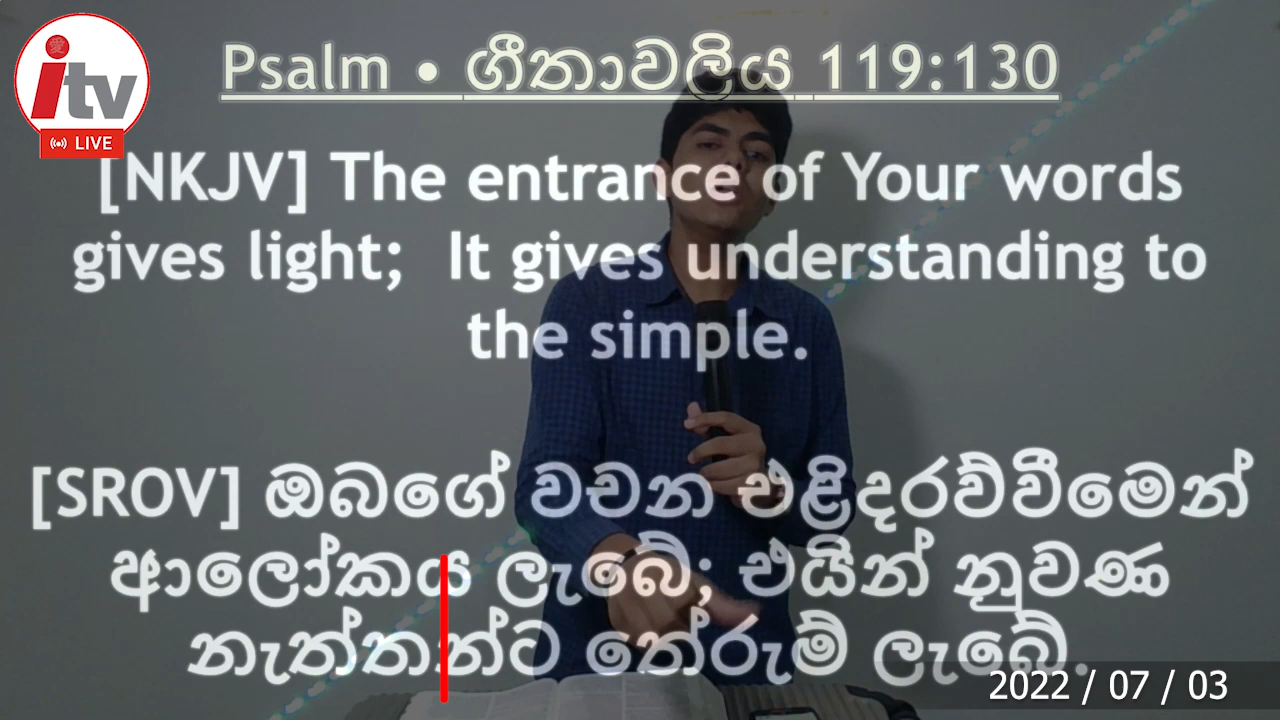 itv
LIVE
Psalm • ගීතාවලිය 119:130
[NKJV] The entrance of Your words
gives light; It gives understanding to
the simple.
[SROV] ඔබගේ වචන එළිදරව්වීමෙන්
ආලෝකය ලැබේ; එයින් නුවණ
නැත්තන්ට තේරුම් ලැබේ.
2022 / 07 / 03